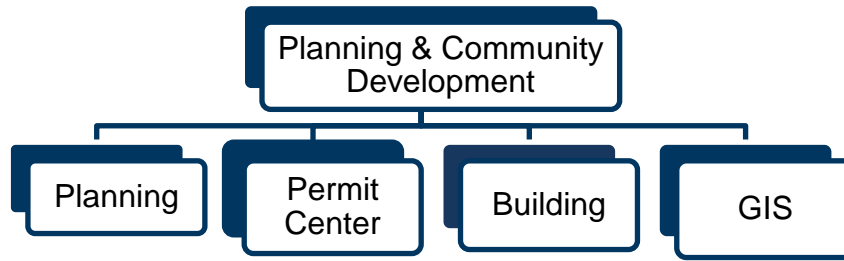 Planning & Community
Development
Planning
Permit
Center
Building
GIS